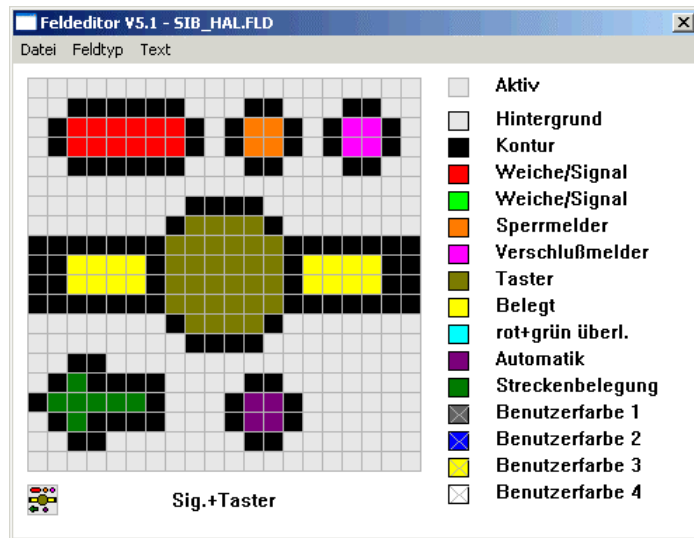 Feldeditor V5.1 - SIB_HAL.FLD
Datei Feldtyp Text
Aktiv
Hintergrund
Kontur
Weiche/Signal
Weiche/Signal
Sperrmelder
Verschlußmelder
Taster
Belegt
rot+grün überl.
Automatik
Streckenbelegung
Benutzerfarbe 1
Benutzerfarbe 2
Benutzerfarbe 3
Benutzerfarbe 4
Sig.+Taster